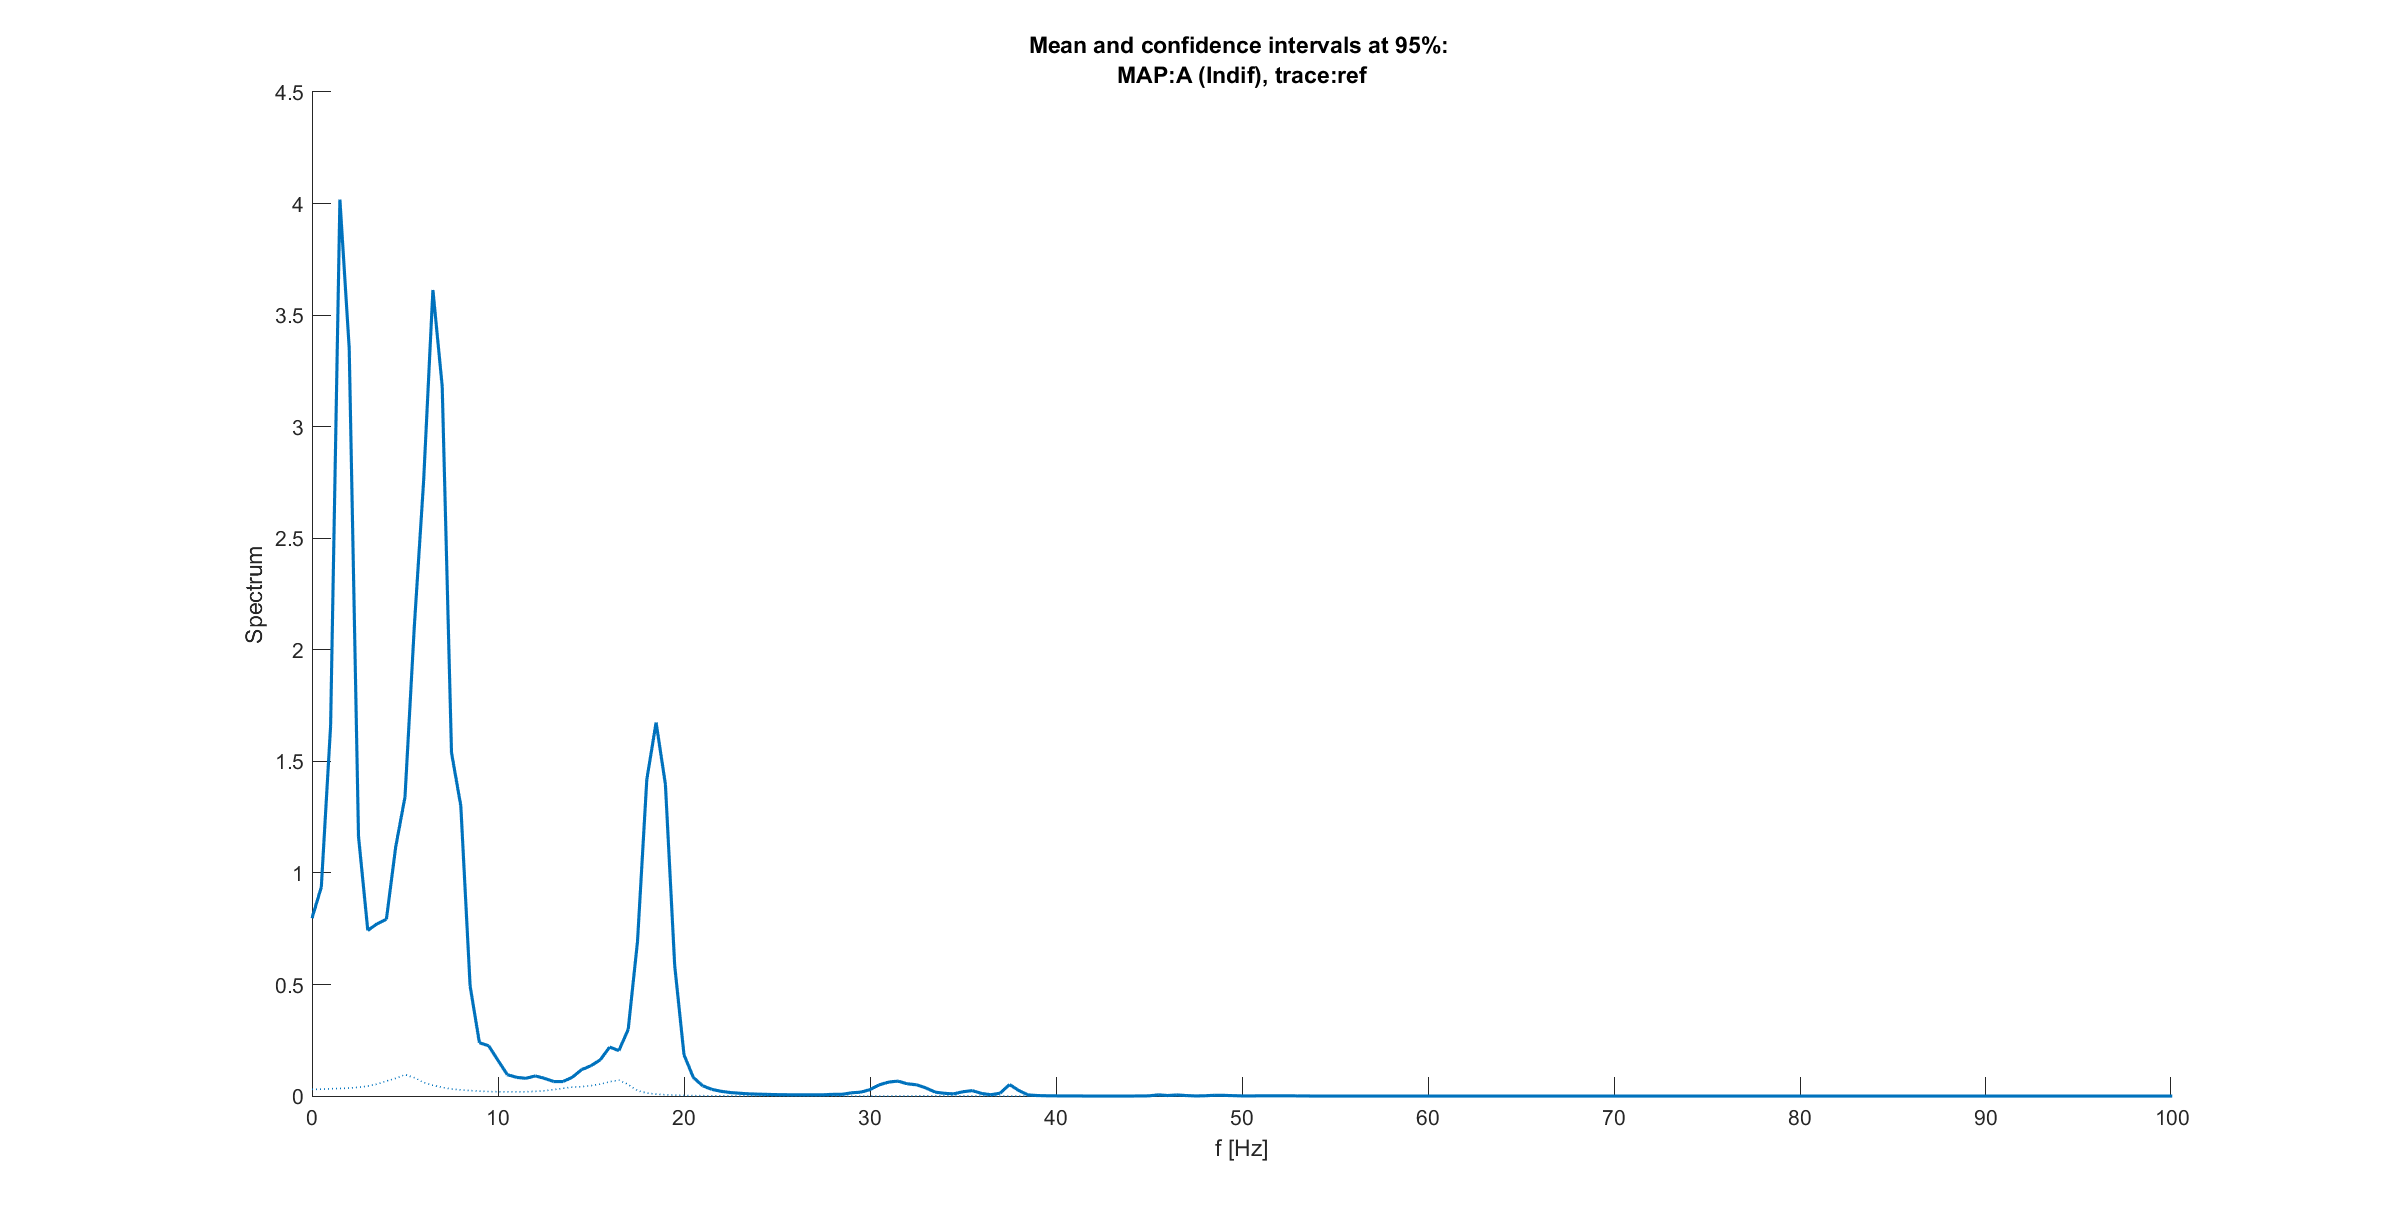 Mean and confidence intervals at 95%:
MAP:A (Indif), trace:ref
4.5
4
3.5
3
2.5
2
1.5
1
0.5
0
Spectrum
0 10 20 30 40 50 60 70 80 90 100
f [Hz]